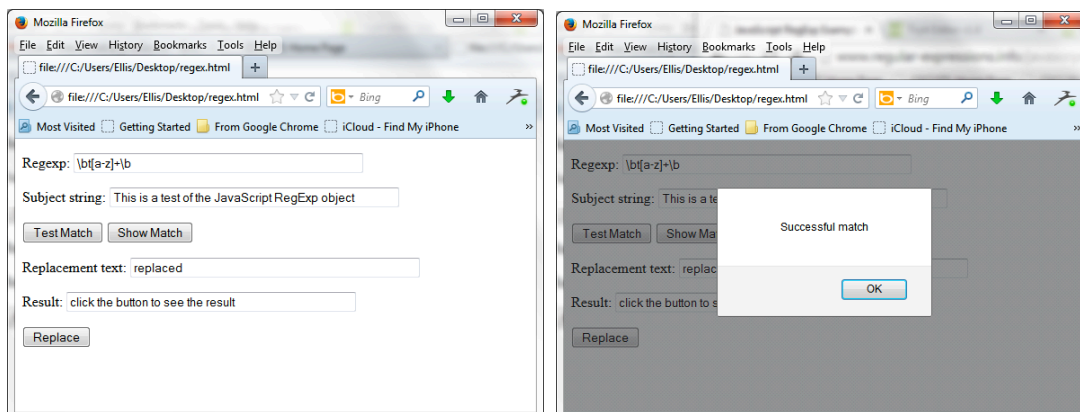 Mozilla Firefox
File Edit View History Bookmarks Tools Help
file:///C:/Users/Ellis/Desktop/regex.html +
file:///C:/Users/Ellis/Desktop/regex.html Bing
Most Visited Getting Started From Google Chrome iCloud - Find My iPhone »
Regexp: \bt[a-z]+\b
Subject string: This is a test of the JavaScript RegExp object
Test Match Show Match
Replacement text: replaced
Result: click the button to see the result
Replace
Mozilla Firefox
File Edit View History Bookmarks Tools Help
file:///C:/Users/Ellis/Desktop/regex.html +
file:///C:/Users/Ellis/Desktop/regex.html Bing
Most Visited Getting Started From Google Chrome iCloud - Find My iPhone »
Regexp: \bt[a-z]+\b
Subject string: This is a te
Test Match Show Ma
Successful match
Replacement text: replac
OK
Result: click the button to s
Replace